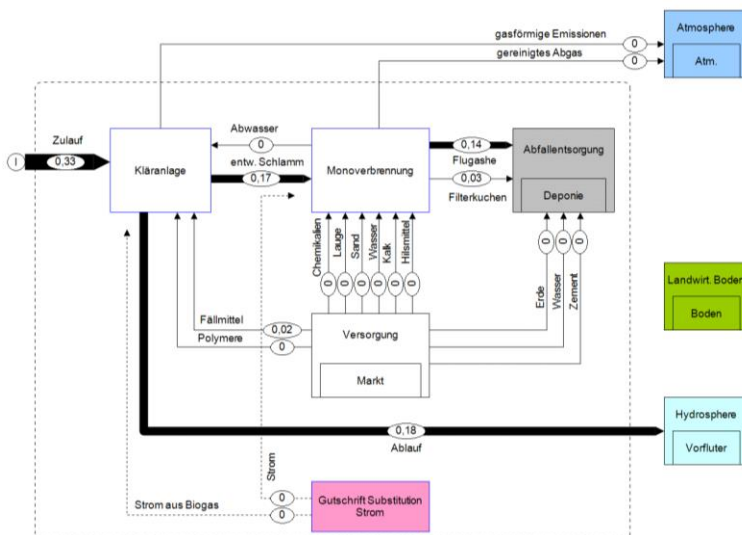 gasförmige Emissionen
0
gereinigtes Abgas
0
Atmosphere
Atm.
Zulauf
I
0,33
Kläranlage
Abwasser
0
entw. Schlamm
0,17
Monoverbrennung
0,14
Flugashe
0,03
Filterkuchen
Abfallentsorgung
Deponie
Chemikalien
Lauge
Sand
Wasser
Kalk
Hilsmittel
0
0
0
0
0
0
0
0
0
Erde
Wasser
Zement
Landwirt. Boden
Boden
Fällmittel
0,02
Polymere
0
Versorgung
Markt
Hydrosphere
Vorfluter
0,18
Ablauf
Strom
Strom aus Biogas
0
0
Gutschrift Substitution
Strom